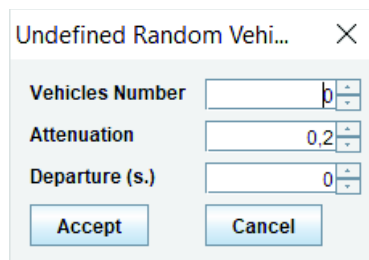 Undefined Random Vehi...
Vehicles Number 0
Attenuation 0,2
Departure (s.) 0
Accept Cancel